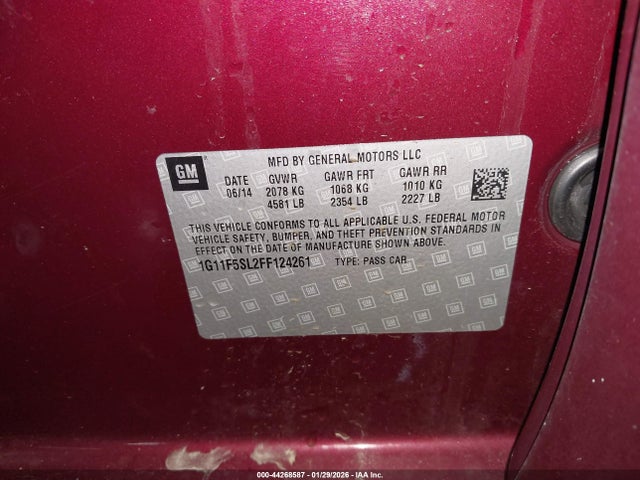 GM
MFD BY GENERAL MOTORS LLC
DATE GVWR GAWR FRT GAWR RR
06/14 2078 KG 1068 KG 1010 KG
4581 LB 2354 LB 2227 LB
THIS VEHICLE CONFORMS TO ALL APPLICABLE U.S. FEDERAL MOTOR
VEHICLE SAFETY, BUMPER, AND THEFT PREVENTION STANDARDS IN
EFFECT ON THE DATE OF MANUFACTURE SHOWN ABOVE.
1G11F5SL2FF124261 TYPE: PASS CAR
000-44268587 - 01/29/2026 - IAA Inc.